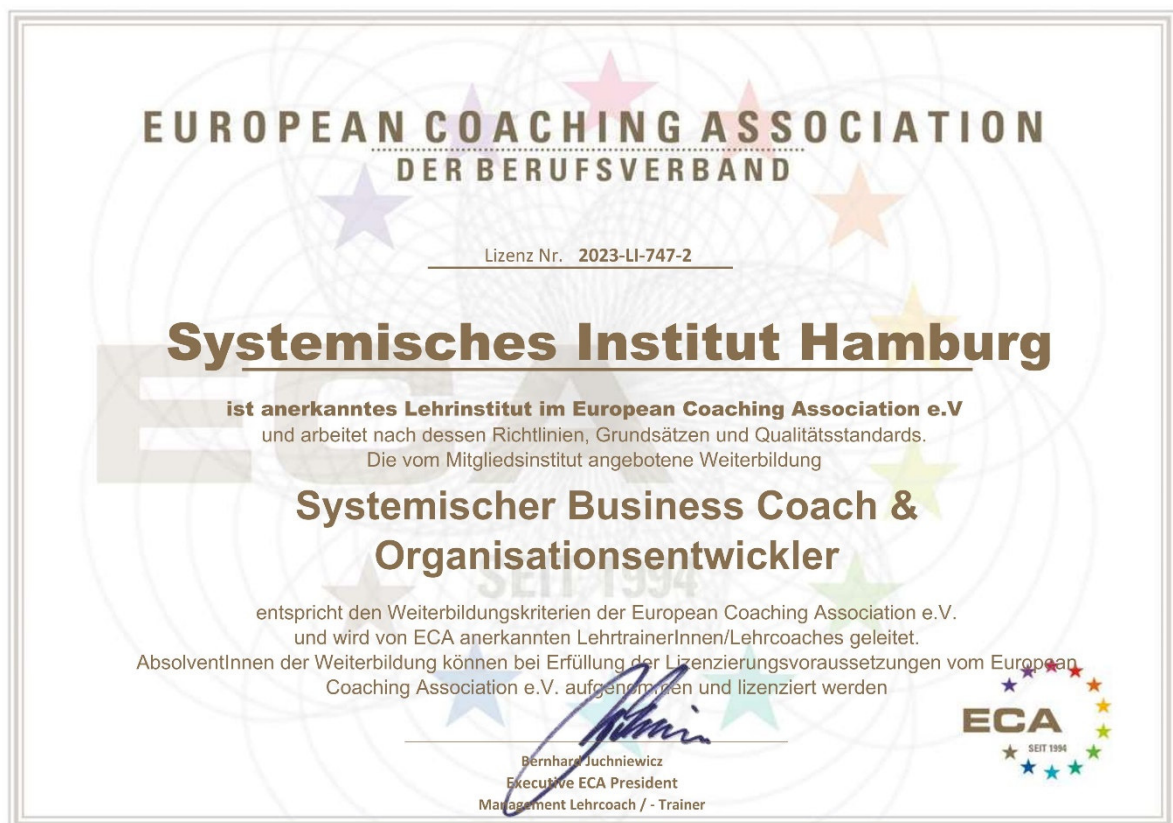 EUROPEAN COACHING ASSOCIATION
DER BERUFSVERBAND
Lizenz Nr. 2023-LI-747-2
Systemisches Institut Hamburg
ist anerkanntes Lehrinstitut im European Coaching Association e.V
und arbeitet nach dessen Richtlinien, Grundsätzen und Qualitätsstandards.
Die vom Mitgliedsinstitut angebotene Weiterbildung
Systemischer Business Coach &
Organisationsentwickler
entspricht den Weiterbildungskriterien der European Coaching Association e.V.
und wird von ECA anerkannten LehrtrainerInnen/Lehrcoaches geleitet.
AbsolventInnen der Weiterbildung können bei Erfüllung der Lizenzierungsvoraussetzungen vom European
Coaching Association e.V. aufgenommen und lizenziert werden
Bernhard Juchniewicz
Executive ECA President
Management Lehrcoach / - Trainer
ECA
SEIT 1994
ECA
SEIT 1994